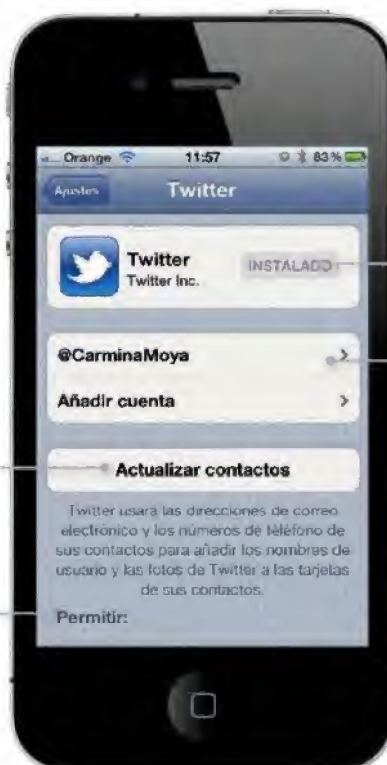 Orange 11:57 83%
Ajustes Twitter
Twitter INSTALADO
Twitter Inc.
@CarminaMoya
Añadir cuenta
Actualizar contactos
Twitter usará las direcciones de correo
electrónico y los números de teléfono de
sus contactos para añadir los nombres de
usuario y las fotos de Twitter a las tarjetas
de sus contactos.
Permitir: